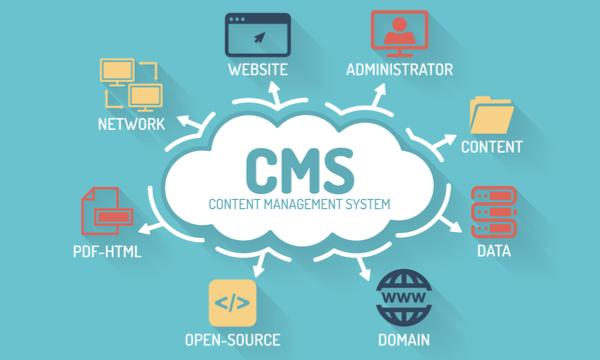 WEBSITE
ADMINISTRATOR
NETWORK
CONTENT
CMS
CONTENT MANAGEMENT SYSTEM
PDF-HTML
DATA
</>
WWW
OPEN-SOURCE
DOMAIN